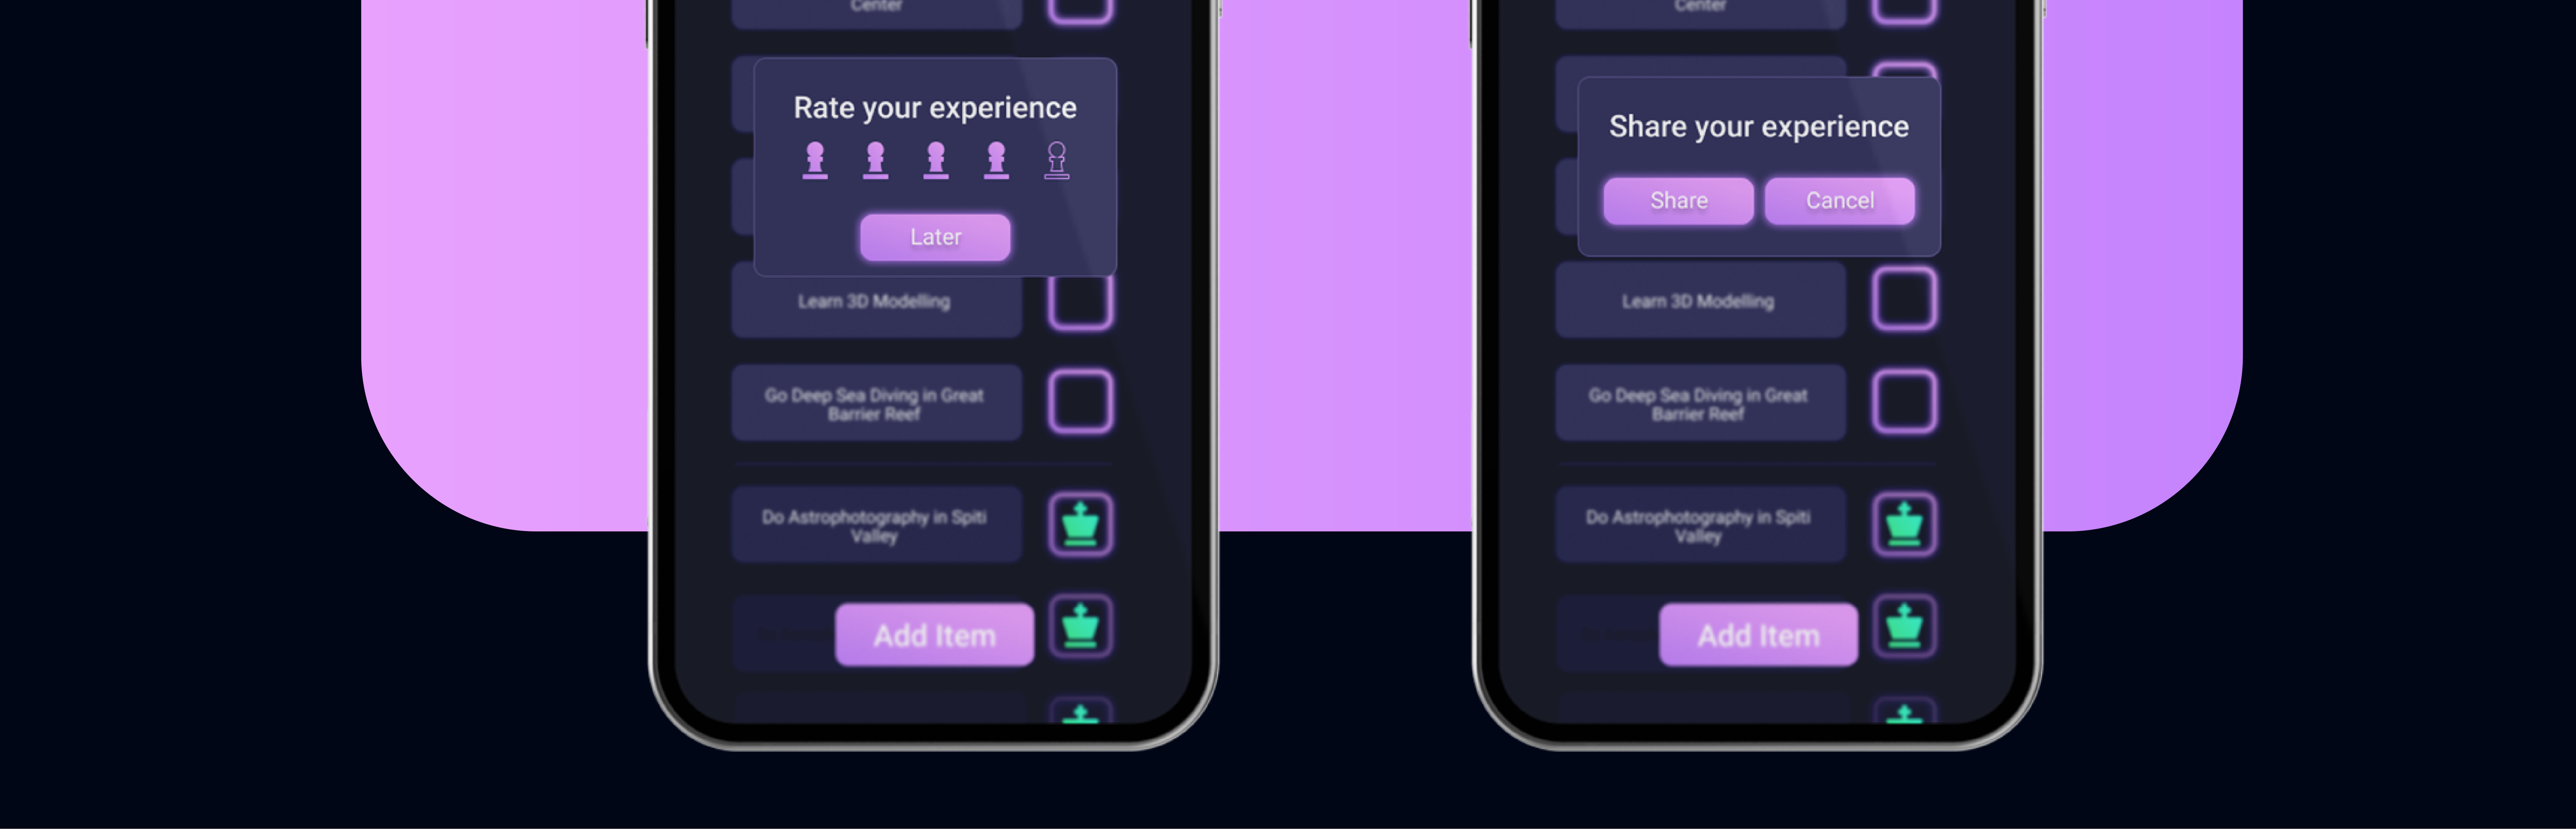 Center
Rate your experience
Later
Learn 3D Modelling
Go Deep Sea Diving in Great
Barrier Reef
Do Astrophotography in Spiti
Valley
Add Item
Center
Share your experience
Share
Cancel
Learn 3D Modelling
Go Deep Sea Diving in Great
Barrier Reef
Do Astrophotography in Spiti
Valley
Add Item